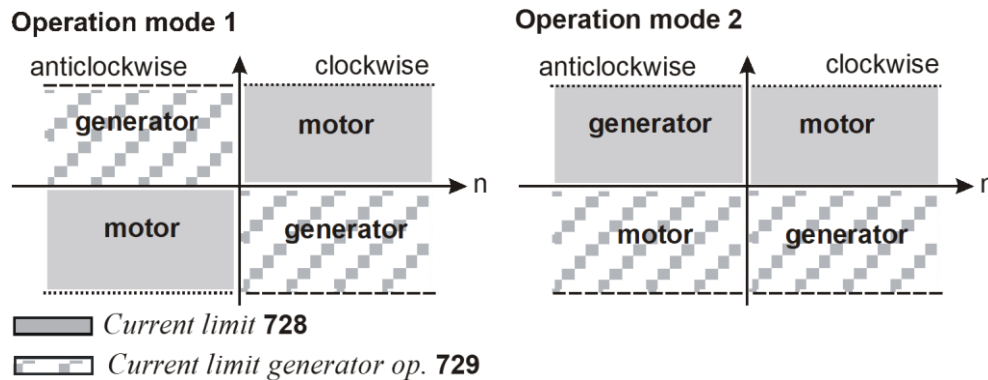 Operation mode 1
anticlockwise
clockwise
generator
motor
n
motor
generator
Operation mode 2
anticlockwise
clockwise
generator
motor
n
motor
generator
Current limit 728
Current limit generator op. 729